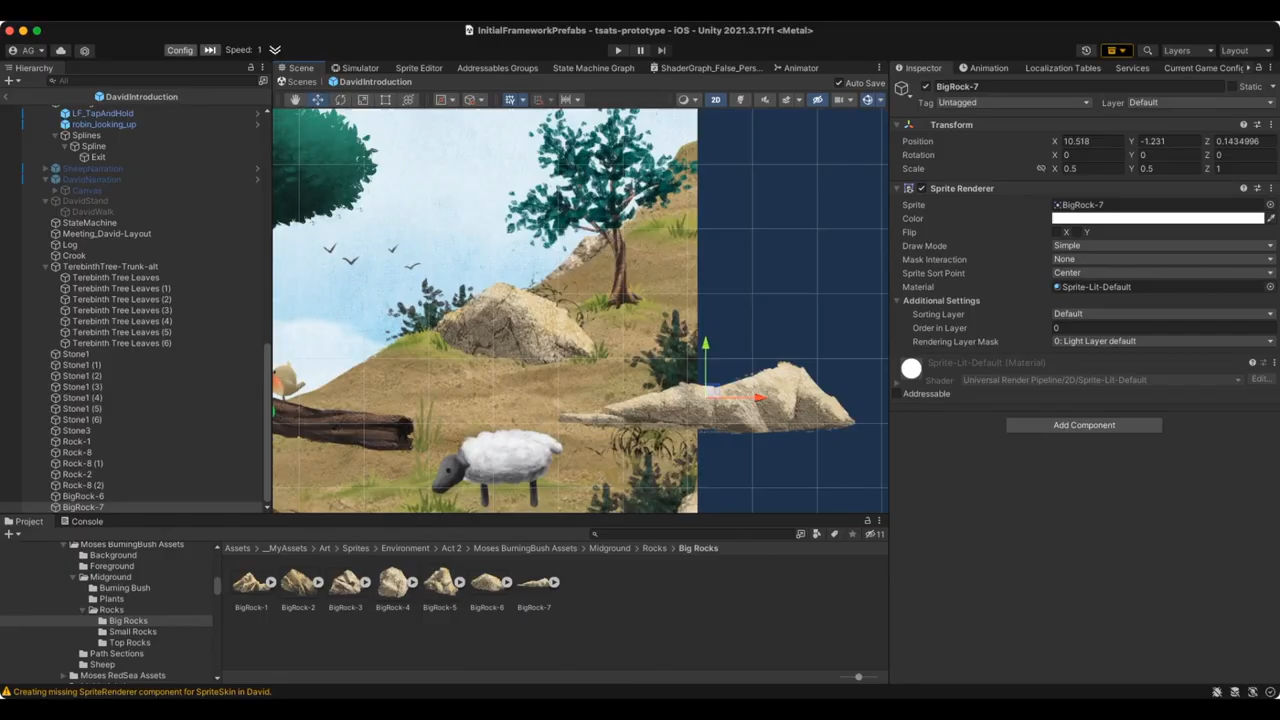 InitialFrameworkPrefabs - tsats-prototype - iOS - Unity 2021.3.17f1 <Metal>
AG
Config
Speed: 1
Layers
Layout
Hierarchy
Scene
Simulator
Sprite Editor
Addressables Groups
State Machine Graph
ShaderGraph_False_Pers...
Animator
Inspector
Animation
Localization Tables
Services
Current Game Confi
All
Scenes
DavidIntroduction
Auto Save
BigRock-7
Static
DavidIntroduction
2D
Tag Untagged
Layer Default
LF_TapAndHold
robin_looking_up
Splines
Spline
Exit
SheepNarration
DavidNarration
Canvas
DavidStand
DavidWalk
StateMachine
Meeting_David-Layout
Log
Crook
TerebinthTree-Trunk-alt
Terebinth Tree Leaves
Terebinth Tree Leaves (1)
Terebinth Tree Leaves (2)
Terebinth Tree Leaves (3)
Terebinth Tree Leaves (4)
Terebinth Tree Leaves (5)
Terebinth Tree Leaves (6)
Stone1
Stone1 (1)
Stone1 (2)
Stone1 (3)
Stone1 (4)
Stone1 (5)
Stone1 (6)
Stone3
Rock-1
Rock-8
Rock-8 (1)
Rock-2
Rock-8 (2)
BigRock-6
BigRock-7
Transform
Position X 10.518 Y -1.231 Z 0.1434996
Rotation X 0 Y 0 Z 0
Scale X 0.5 Y 0.5 Z 1
Sprite Renderer
Sprite BigRock-7
Color
Flip X Y
Draw Mode Simple
Mask Interaction None
Sprite Sort Point Center
Material Sprite-Lit-Default
Additional Settings
Sorting Layer Default
Order in Layer 0
Rendering Layer Mask 0: Light Layer default
Sprite-Lit-Default (Material)
Shader Universal Render Pipeline/2D/Sprite-Lit-Default Edit...
Addressable
Add Component
Project
Console
11
Moses BurningBush Assets
Background
Foreground
Midground
Burning Bush
Plants
Rocks
Big Rocks
Small Rocks
Top Rocks
Path Sections
Sheep
Moses RedSea Assets
Assets > __MyAssets > Art > Sprites > Environment > Act 2 > Moses BurningBush Assets > Midground > Rocks > Big Rocks
BigRock-1
BigRock-2
BigRock-3
BigRock-4
BigRock-5
BigRock-6
BigRock-7
Creating missing SpriteRenderer component for SpriteSkin in David.